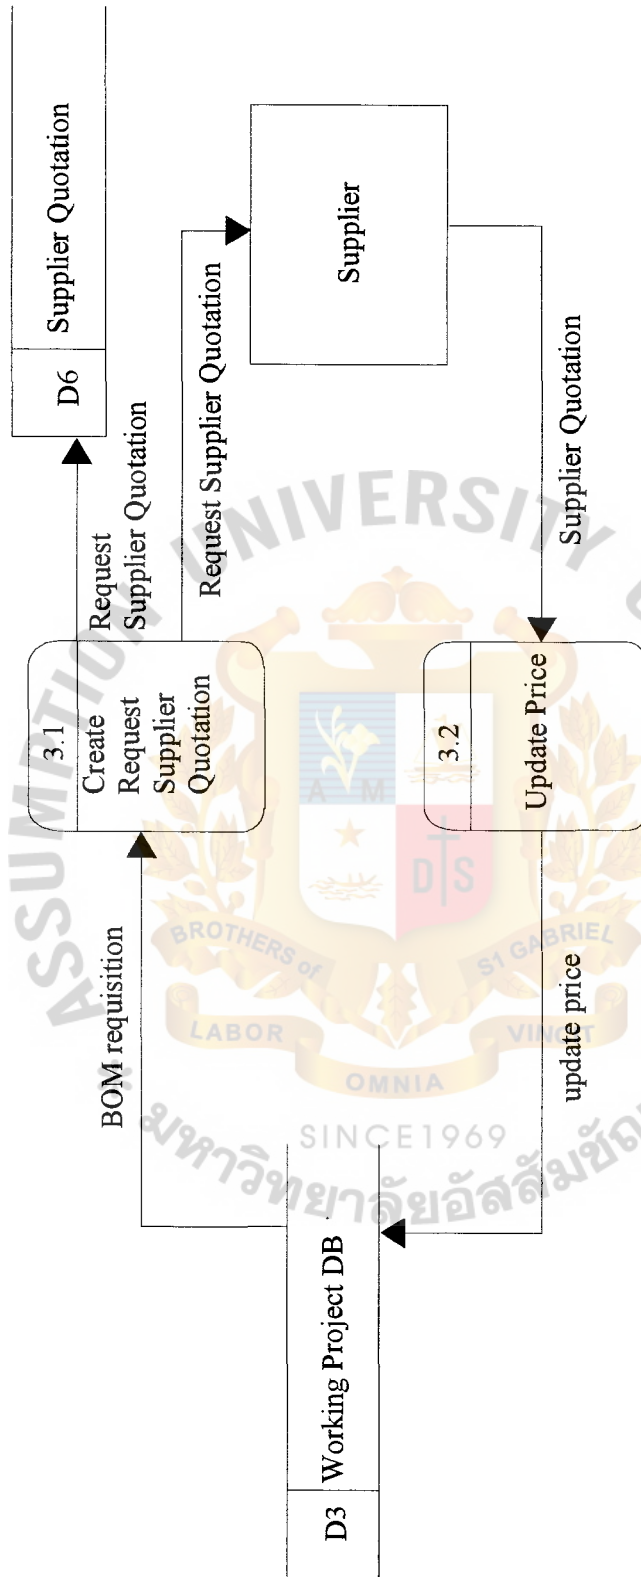 D6
Supplier Quotation
Request
Supplier Quotation
Request Supplier Quotation
Supplier
3.1
Create
Request
Supplier
Quotation
BOM requisition
D3
Working Project DB
Supplier Quotation
3.2
Update Price
update price
ASSUMPTION UNIVERSITY
A M
D S
BROTHERS of
S1 GABRIEL
LABOR
OMNIA
VINCIT
SINCE1969